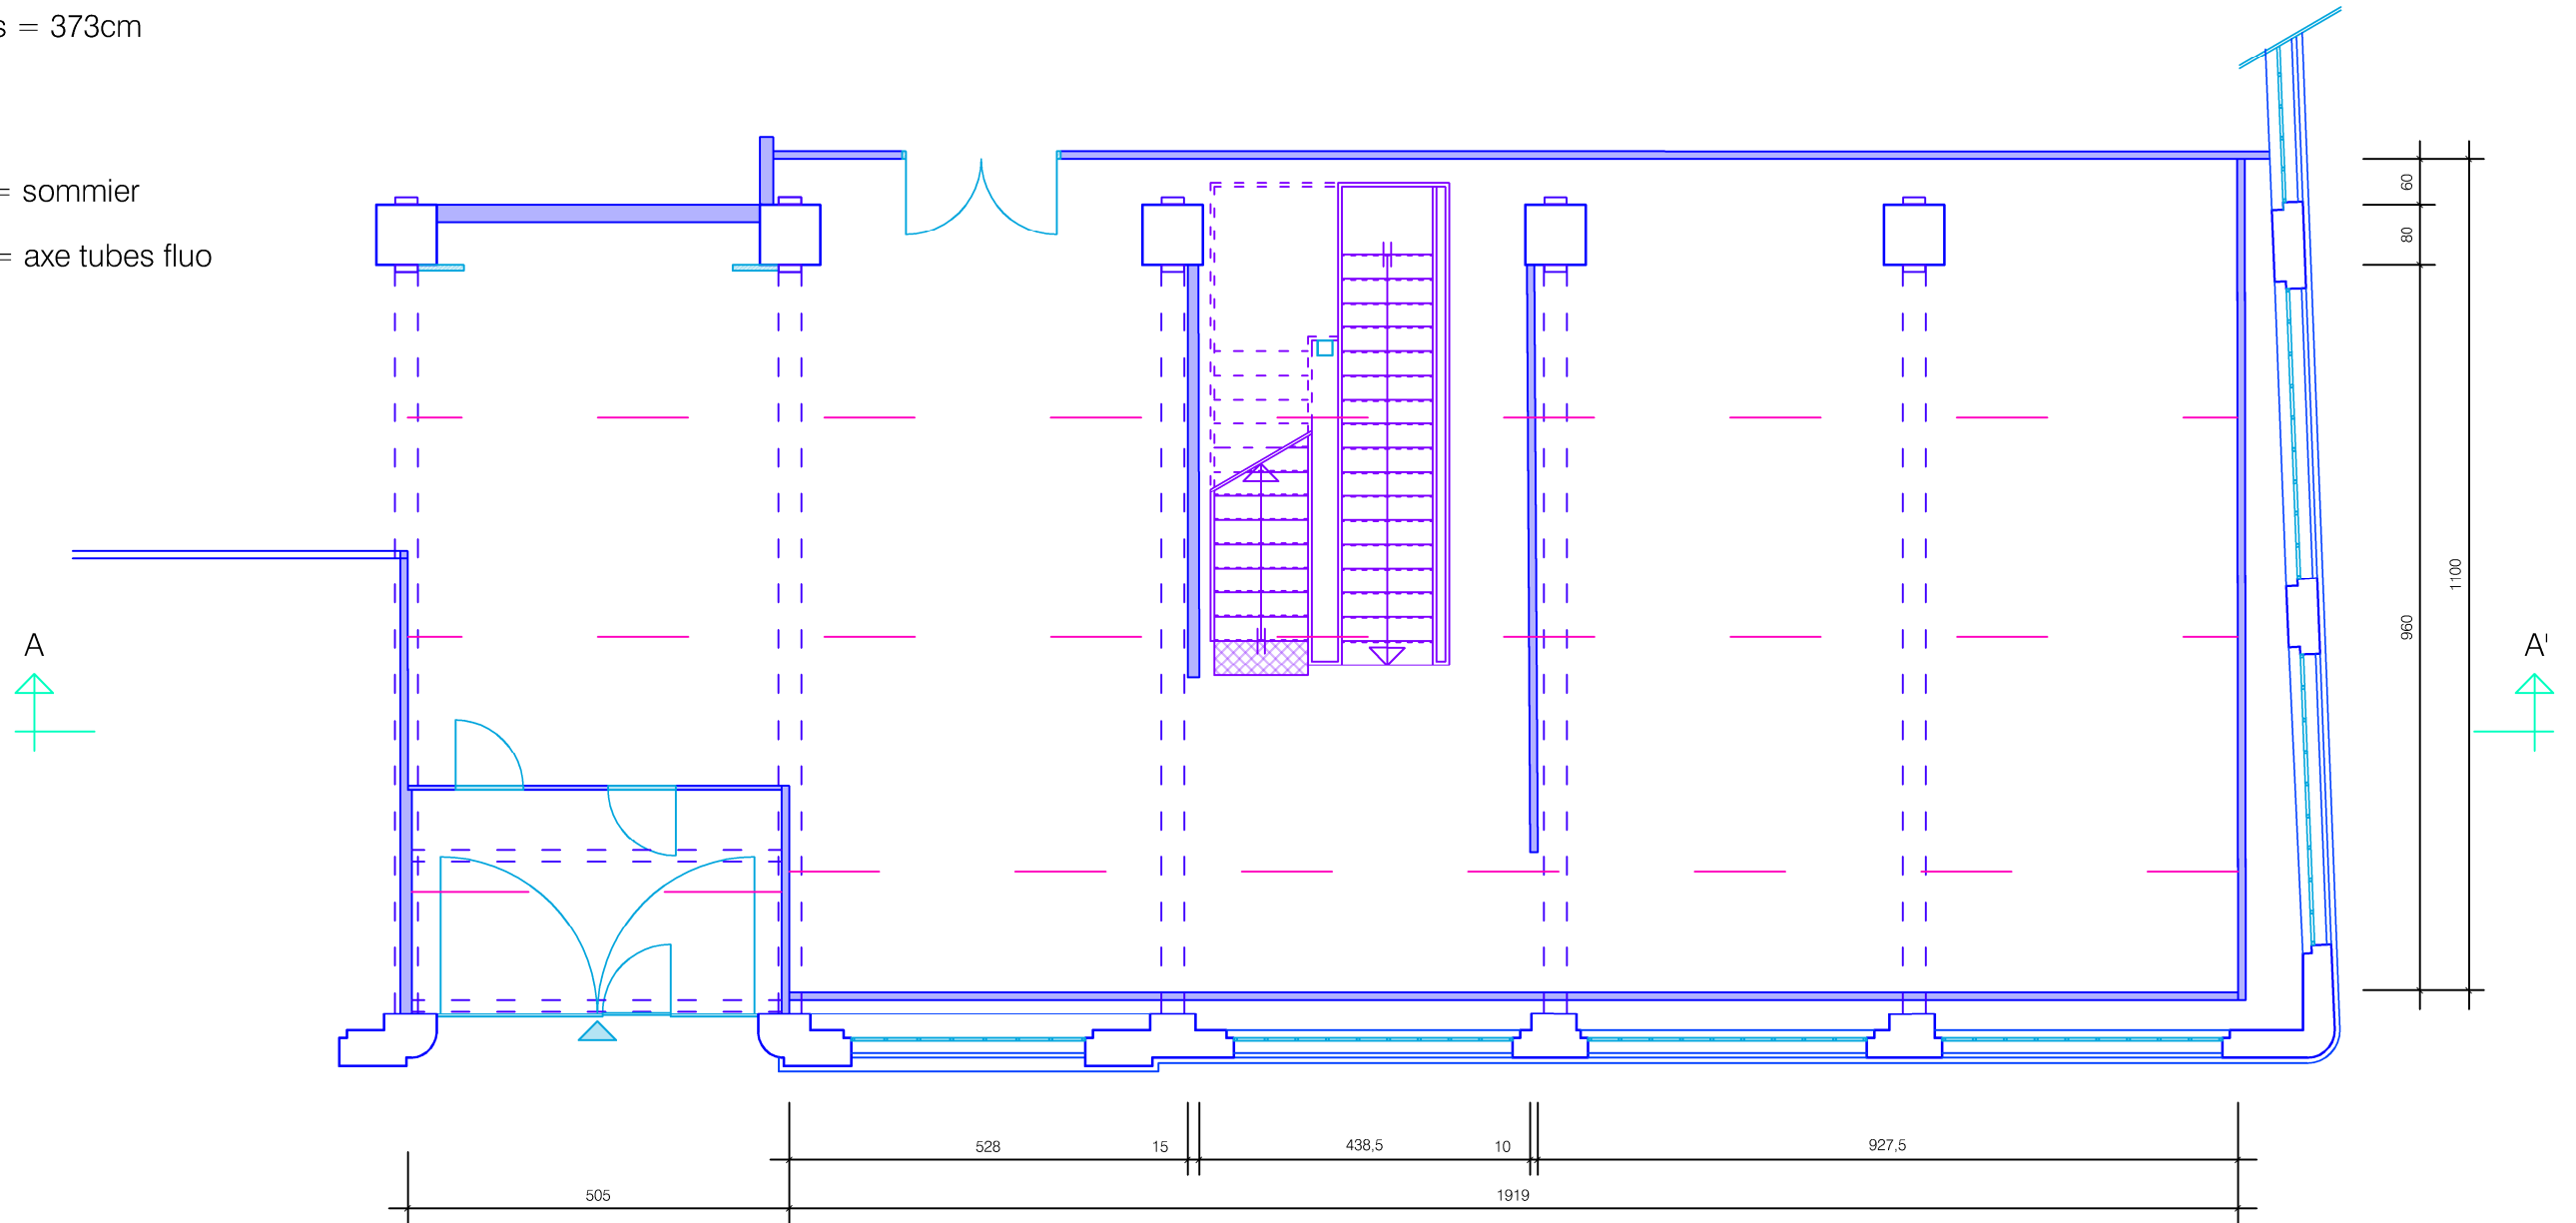 s = 373cm
= sommier
= axe tubes fluo
60
80
1100
960
A
A'
528
15
438,5
10
927,5
505
1919